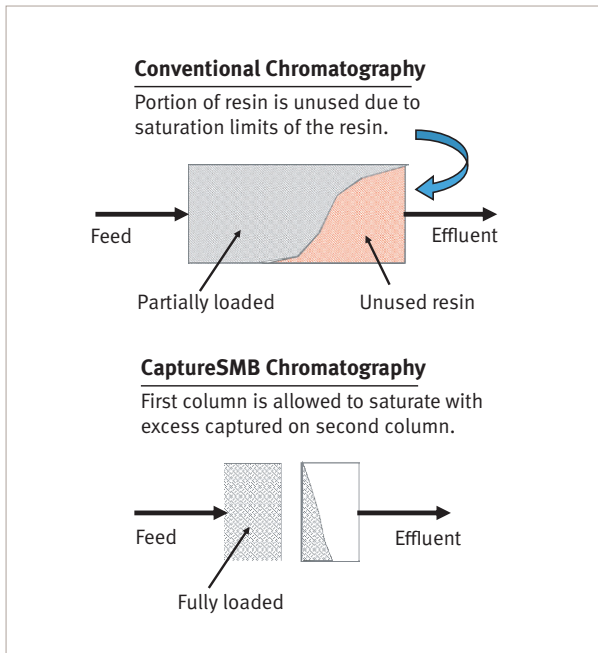 Conventional Chromatography
Portion of resin is unused due to
saturation limits of the resin.
Feed
Effluent
Partially loaded
Unused resin
CaptureSMB Chromatography
First column is allowed to saturate with
excess captured on second column.
Feed
Effluent
Fully loaded